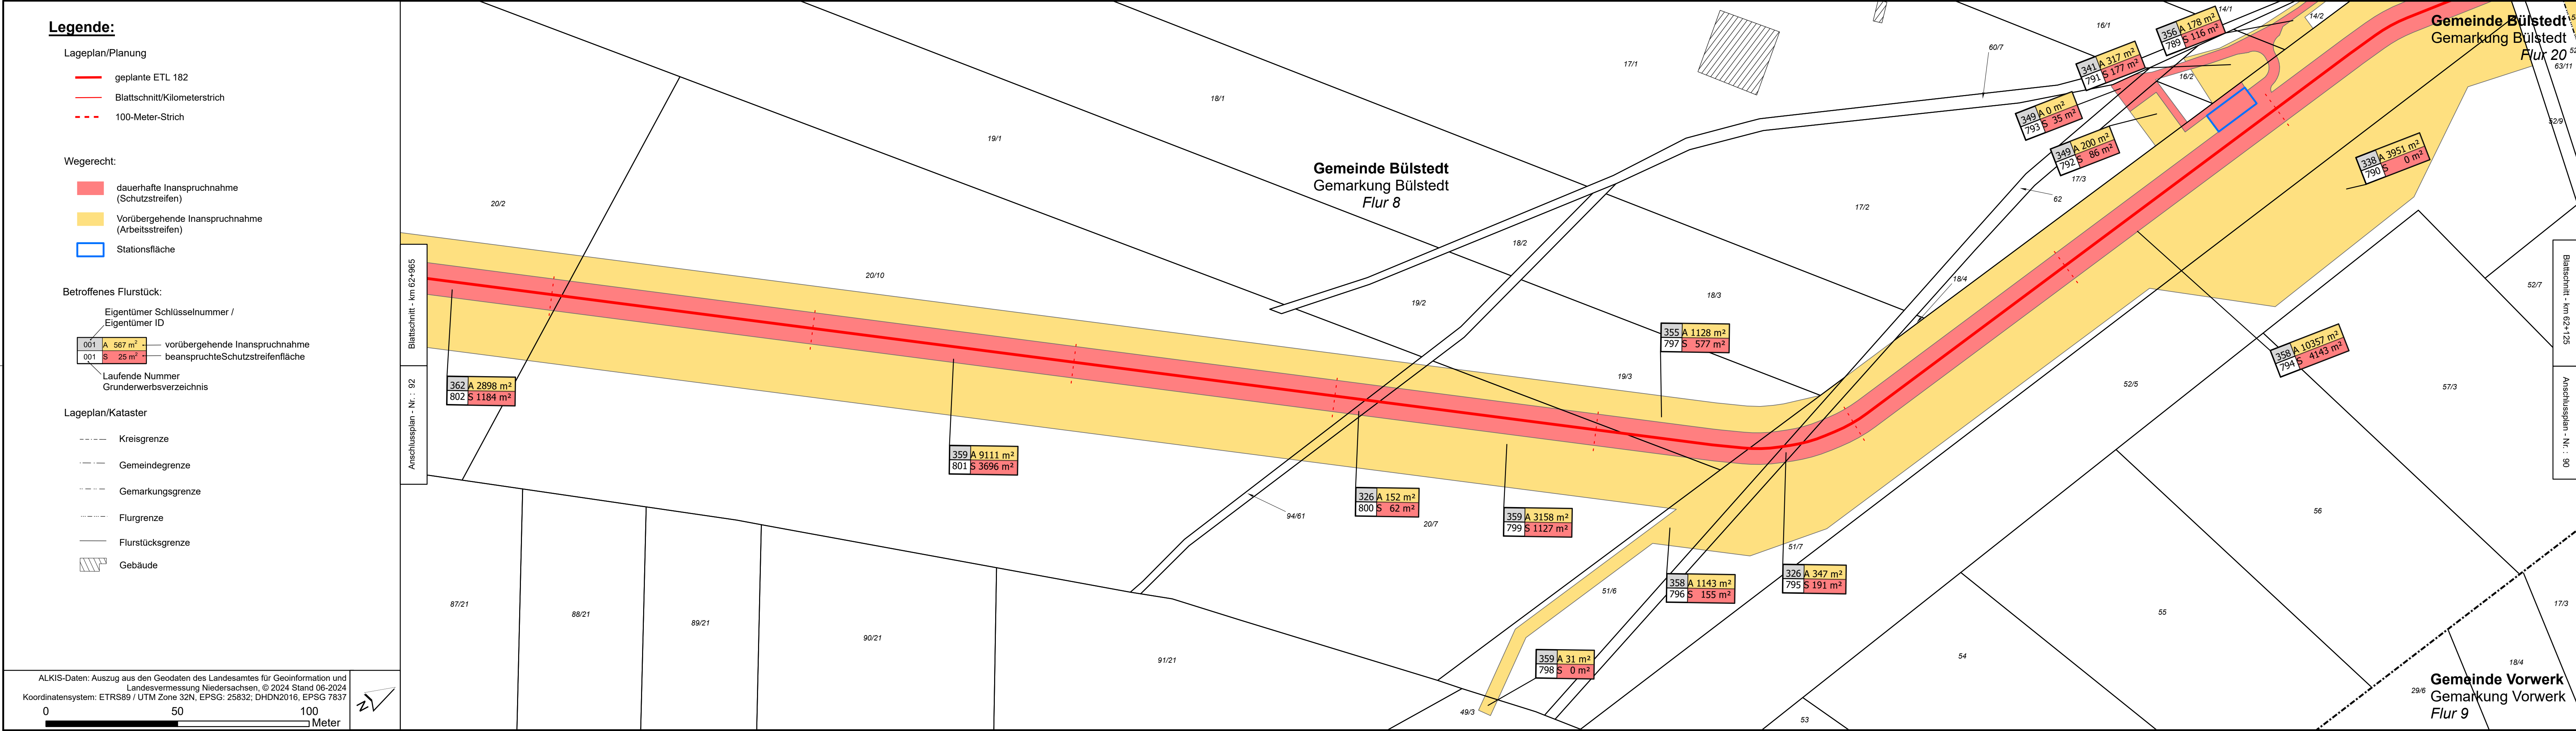 Legende:
Lageplan/Planung
geplante ETL 182
Blattschnitt/Kilometerstrich
100-Meter-Strich
Wegerecht:
dauerhafte Inanspruchnahme
(Schutzstreifen)
Vorübergehende Inanspruchnahme
(Arbeitsstreifen)
Stationsfläche
Betroffenes Flurstück:
Eigentümer Schlüsselnummer /
Eigentümer ID
001 A 567 m² vorübergehende Inanspruchnahme
001 S 25 m² beanspruchteSchutzstreifenfläche
Laufende Nummer
Grunderwerbsverzeichnis
Lageplan/Kataster
Kreisgrenze
Gemeindegrenze
Gemarkungsgrenze
Flurgrenze
Flurstücksgrenze
Gebäude
ALKIS-Daten: Auszug aus den Geodaten des Landesamtes für Geoinformation und
Landesvermessung Niedersachsen, © 2024 Stand 06-2024
Koordinatensystem: ETRS89 / UTM Zone 32N, EPSG: 25832; DHDN2016, EPSG 7837
0 50 100
Meter
N
Blattschnitt - km 62+965
Anschlussplan - Nr. : 92
20/2
19/1
18/1
17/1
60/7
16/1
14/1
14/2
16/2
20/10
Gemeinde Bülstedt
Gemarkung Bülstedt
Flur 8
17/2
17/3
62
18/2
18/3
18/4
19/2
19/3
356 A 178 m²
789 S 116 m²
341 A 317 m²
791 S 177 m²
349 A 0 m²
793 S 35 m²
349 A 200 m²
792 S 86 m²
338 A 3951 m²
790 S 0 m²
Gemeinde Bülstedt
Gemarkung Bülstedt
Flur 20
63/11
52/9
52/7
355 A 1128 m²
797 S 577 m²
358 A 10357 m²
794 S 4143 m²
362 A 2898 m²
802 S 1184 m²
359 A 9111 m²
801 S 3696 m²
326 A 152 m²
800 S 62 m²
359 A 3158 m²
799 S 1127 m²
358 A 1143 m²
796 S 155 m²
326 A 347 m²
795 S 191 m²
359 A 31 m²
798 S 0 m²
52/5
57/3
56
94/61
20/7
51/7
51/6
87/21
88/21
89/21
90/21
91/21
49/3
55
54
53
17/3
18/4
29/6
Gemeinde Vorwerk
Gemarkung Vorwerk
Flur 9
Blattschnitt - km 62+125
Anschlussplan - Nr. : 90